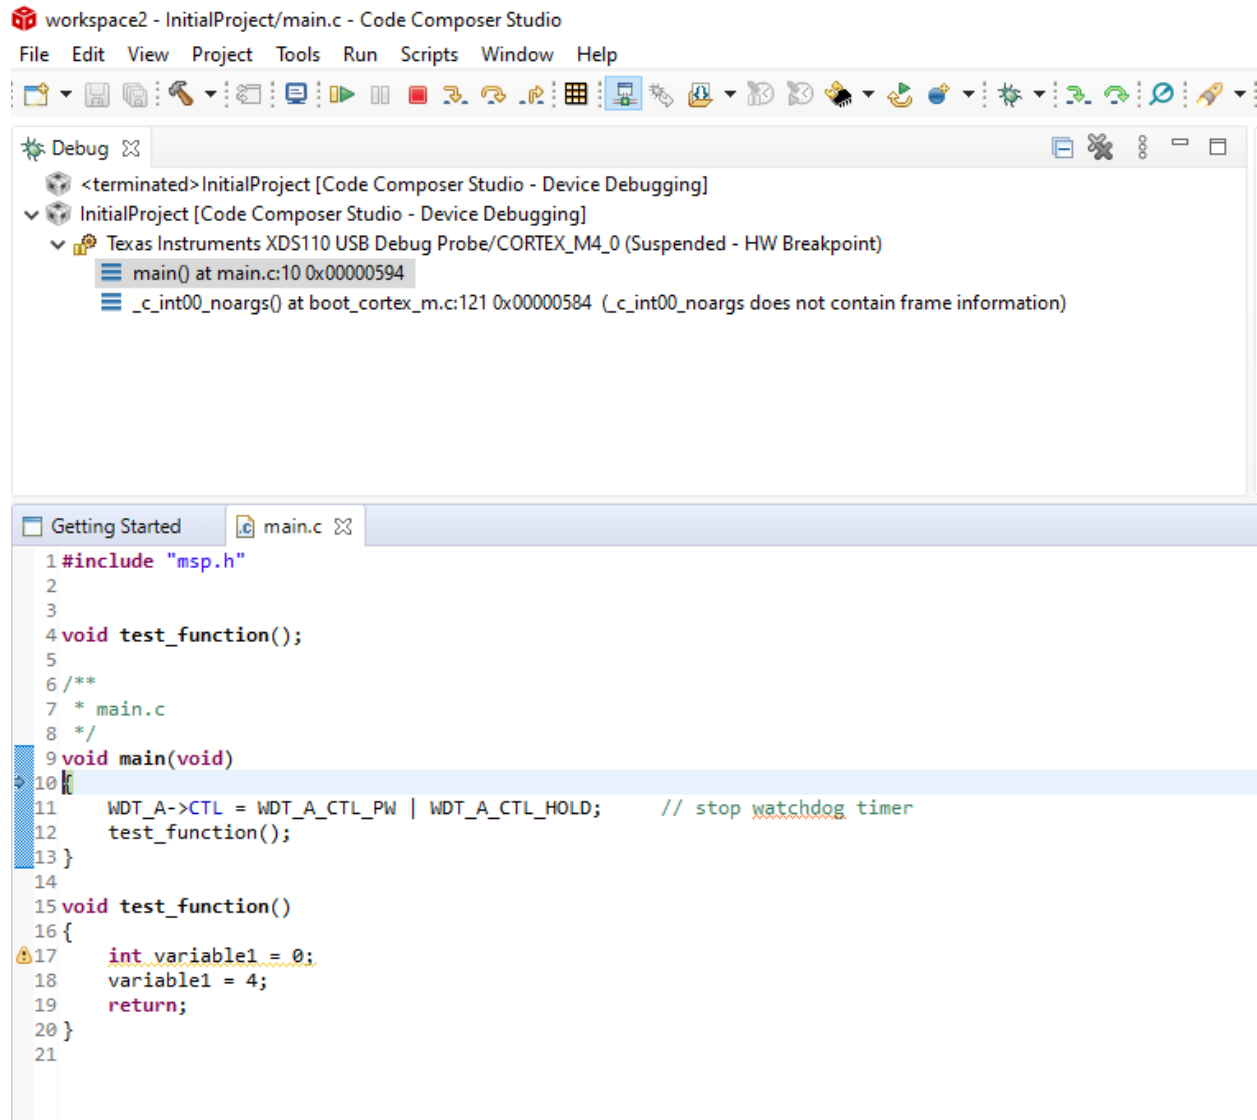 workspace2 - InitialProject/main.c - Code Composer Studio
File Edit View Project Tools Run Scripts Window Help
Debug
<terminated>InitialProject [Code Composer Studio - Device Debugging]
InitialProject [Code Composer Studio - Device Debugging]
Texas Instruments XDS110 USB Debug Probe/CORTEX_M4_0 (Suspended - HW Breakpoint)
main() at main.c:10 0x00000594
_c_int00_noargs() at boot_cortex_m.c:121 0x00000584 (_c_int00_noargs does not contain frame information)
Getting Started .c main.c
1 #include "msp.h"
2
3
4 void test_function();
5
6 /**
7  * main.c
8  */
9 void main(void)
10 {
11     WDT_A->CTL = WDT_A_CTL_PW | WDT_A_CTL_HOLD;     // stop watchdog timer
12     test_function();
13 }
14
15 void test_function()
16 {
17     int variable1 = 0;
18     variable1 = 4;
19     return;
20 }
21